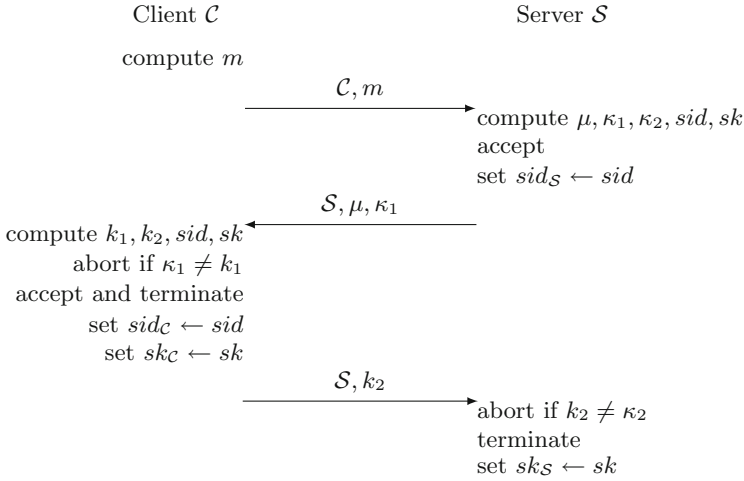 Client 𝒞
Server 𝒮
compute m
𝒞, m
compute μ, κ₁, κ₂, sid, sk
accept
set sid_𝒮 ← sid
𝒮, μ, κ₁
compute k₁, k₂, sid, sk
abort if κ₁ ≠ k₁
accept and terminate
set sid_𝒞 ← sid
set sk_𝒞 ← sk
𝒮, k₂
abort if k₂ ≠ κ₂
terminate
set sk_𝒮 ← sk